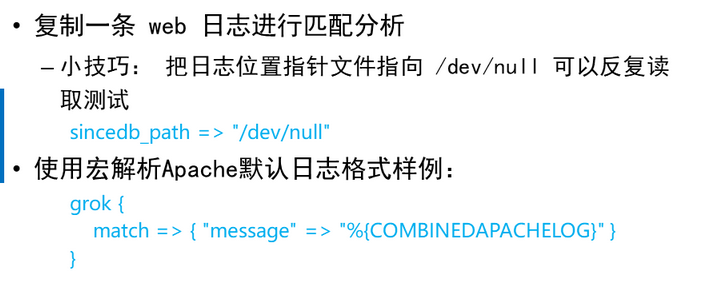 • 复制一条 web 日志进行匹配分析
– 小技巧: 把日志位置指针文件指向 /dev/null 可以反复读
取测试
sincedb_path => "/dev/null"
• 使用宏解析Apache默认日志格式样例:
grok {
match => { "message" => "%{COMBINEDAPACHELOG}" }
}